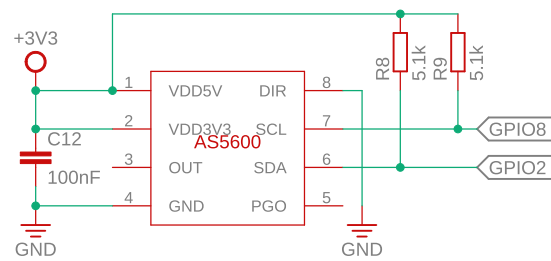 +3V3
R8
5.1k
R9
5.1k
1
VDD5V
DIR
8
2
VDD3V3
SCL
7
GPIO8
C12
AS5600
3
OUT
SDA
6
GPIO2
100nF
4
GND
PGO
5
GND
GND